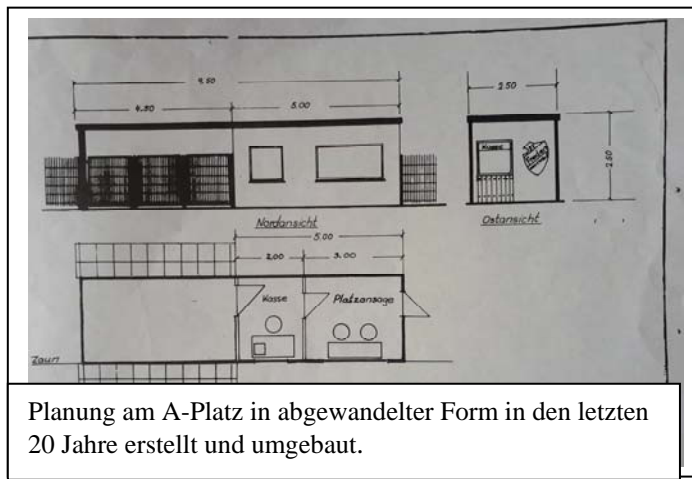 9.50
4.50
5.00
2.50
2.50
Nordansicht
Ostansicht
5.00
2.00
3.00
Kasse
Platzansage
Zaun
Planung am A-Platz in abgewandelter Form in den letzten
20 Jahre erstellt und umgebaut.